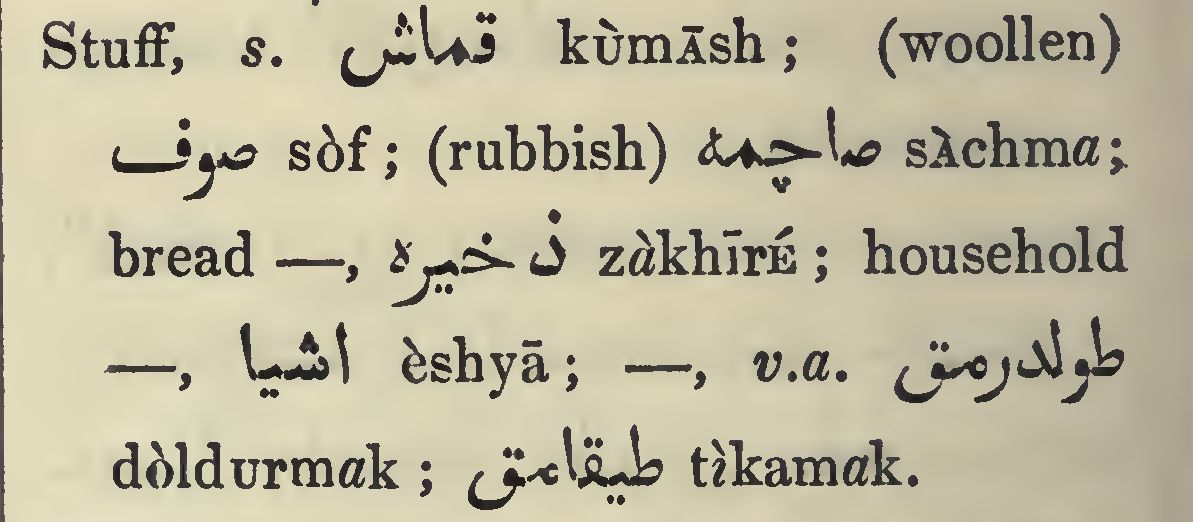 Stuff, s. قماش kùmĀsh; (woollen)
صوف sòf; (rubbish) صاچمه sÀchma;
bread —, ذخيره zàkhīrÉ; household
—, اشيا èshyā; —, v.a. طولدرمق
dòldurmak; طيقامق tìkamak.